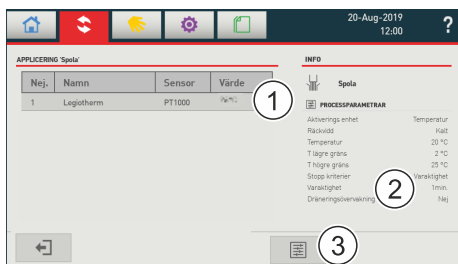 20-Aug-2019
12:00
?
APPLICERING 'Spola'
Nej. Namn Sensor Värde
1 Legiotherm PT1000
1
INFO
Spola
PROCESSPARAMETRAR
Aktiverings enhet Temperatur
Räckvidd Kalt
Temperatur 20 °C
T lägre gräns 2 °C
T högre gräns 25 °C
Stopp kriterier Varaktighet
Varaktighet 1min.
Dräneringsövervakning Nej
2
3